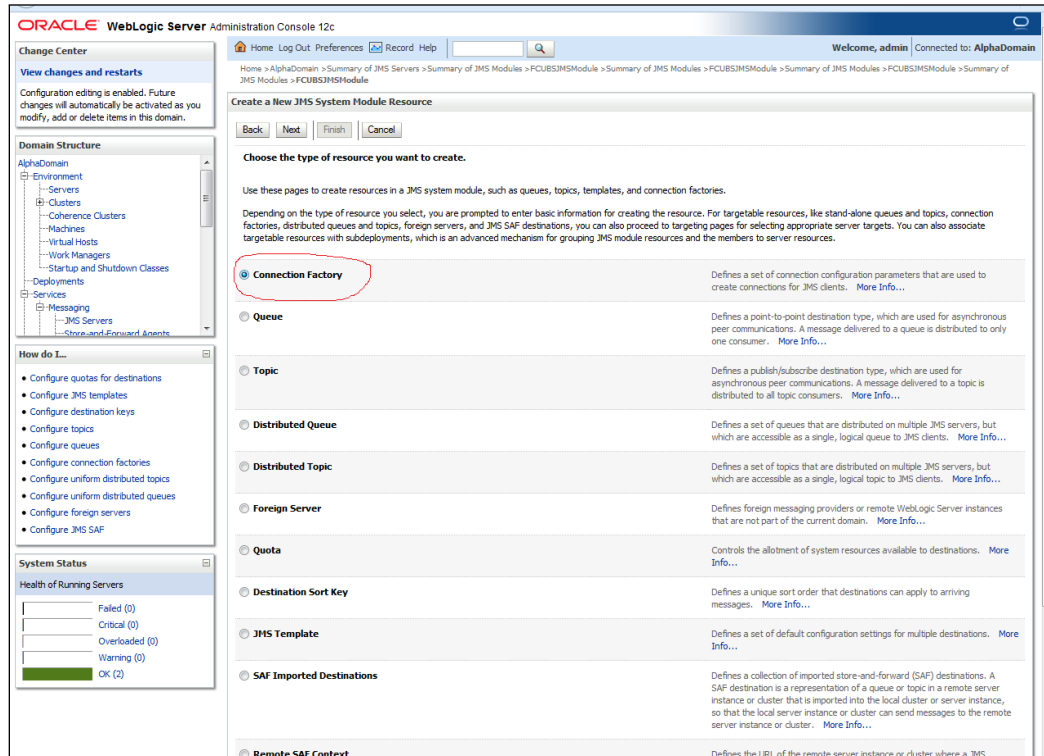 ORACLE WebLogic Server Administration Console 12c
Change Center
View changes and restarts
Configuration editing is enabled. Future
changes will automatically be activated as you
modify, add or delete items in this domain.
Domain Structure
AlphaDomain
Environment
Servers
Clusters
Coherence Clusters
Machines
Virtual Hosts
Work Managers
Startup and Shutdown Classes
Deployments
Services
Messaging
JMS Servers
Store-and-Forward Agents
How do I...
Configure quotas for destinations
Configure JMS templates
Configure destination keys
Configure topics
Configure queues
Configure connection factories
Configure uniform distributed topics
Configure uniform distributed queues
Configure foreign servers
Configure JMS SAF
System Status
Health of Running Servers
Failed (0)
Critical (0)
Overloaded (0)
Warning (0)
OK (2)
Home Log Out Preferences Record Help
Welcome, admin Connected to: AlphaDomain
Home >AlphaDomain >Summary of JMS Servers >Summary of JMS Modules >FCUBSJMSModule >Summary of JMS Modules >FCUBSJMSModule >Summary of JMS Modules >FCUBSJMSModule >Summary of
JMS Modules >FCUBSJMSModule
Create a New JMS System Module Resource
Back Next Finish Cancel
Choose the type of resource you want to create.
Use these pages to create resources in a JMS system module, such as queues, topics, templates, and connection factories.
Depending on the type of resource you select, you are prompted to enter basic information for creating the resource. For targetable resources, like stand-alone queues and topics, connection
factories, distributed queues and topics, foreign servers, and JMS SAF destinations, you can also proceed to targeting pages for selecting appropriate server targets. You can also associate
targetable resources with subdeployments, which is an advanced mechanism for grouping JMS module resources and the members to server resources.
Connection Factory
Defines a set of connection configuration parameters that are used to
create connections for JMS clients. More Info...
Queue
Defines a point-to-point destination type, which are used for asynchronous
peer communications. A message delivered to a queue is distributed to only
one consumer. More Info...
Topic
Defines a publish/subscribe destination type, which are used for
asynchronous peer communications. A message delivered to a topic is
distributed to all topic consumers. More Info...
Distributed Queue
Defines a set of queues that are distributed on multiple JMS servers, but
which are accessible as a single, logical queue to JMS clients. More Info...
Distributed Topic
Defines a set of topics that are distributed on multiple JMS servers, but
which are accessible as a single, logical topic to JMS clients. More Info...
Foreign Server
Defines foreign messaging providers or remote WebLogic Server instances
that are not part of the current domain. More Info...
Quota
Controls the allotment of system resources available to destinations. More
Info...
Destination Sort Key
Defines a unique sort order that destinations can apply to arriving
messages. More Info...
JMS Template
Defines a set of default configuration settings for multiple destinations. More
Info...
SAF Imported Destinations
Defines a collection of imported store-and-forward (SAF) destinations. A
SAF destination is a representation of a queue or topic in a remote server
instance or cluster that is imported into the local cluster or server instance,
so that the local server instance or cluster can send messages to the remote
server instance or cluster. More Info...
Remote SAF Context
Defines the URL of the remote server instance or cluster where a JMS